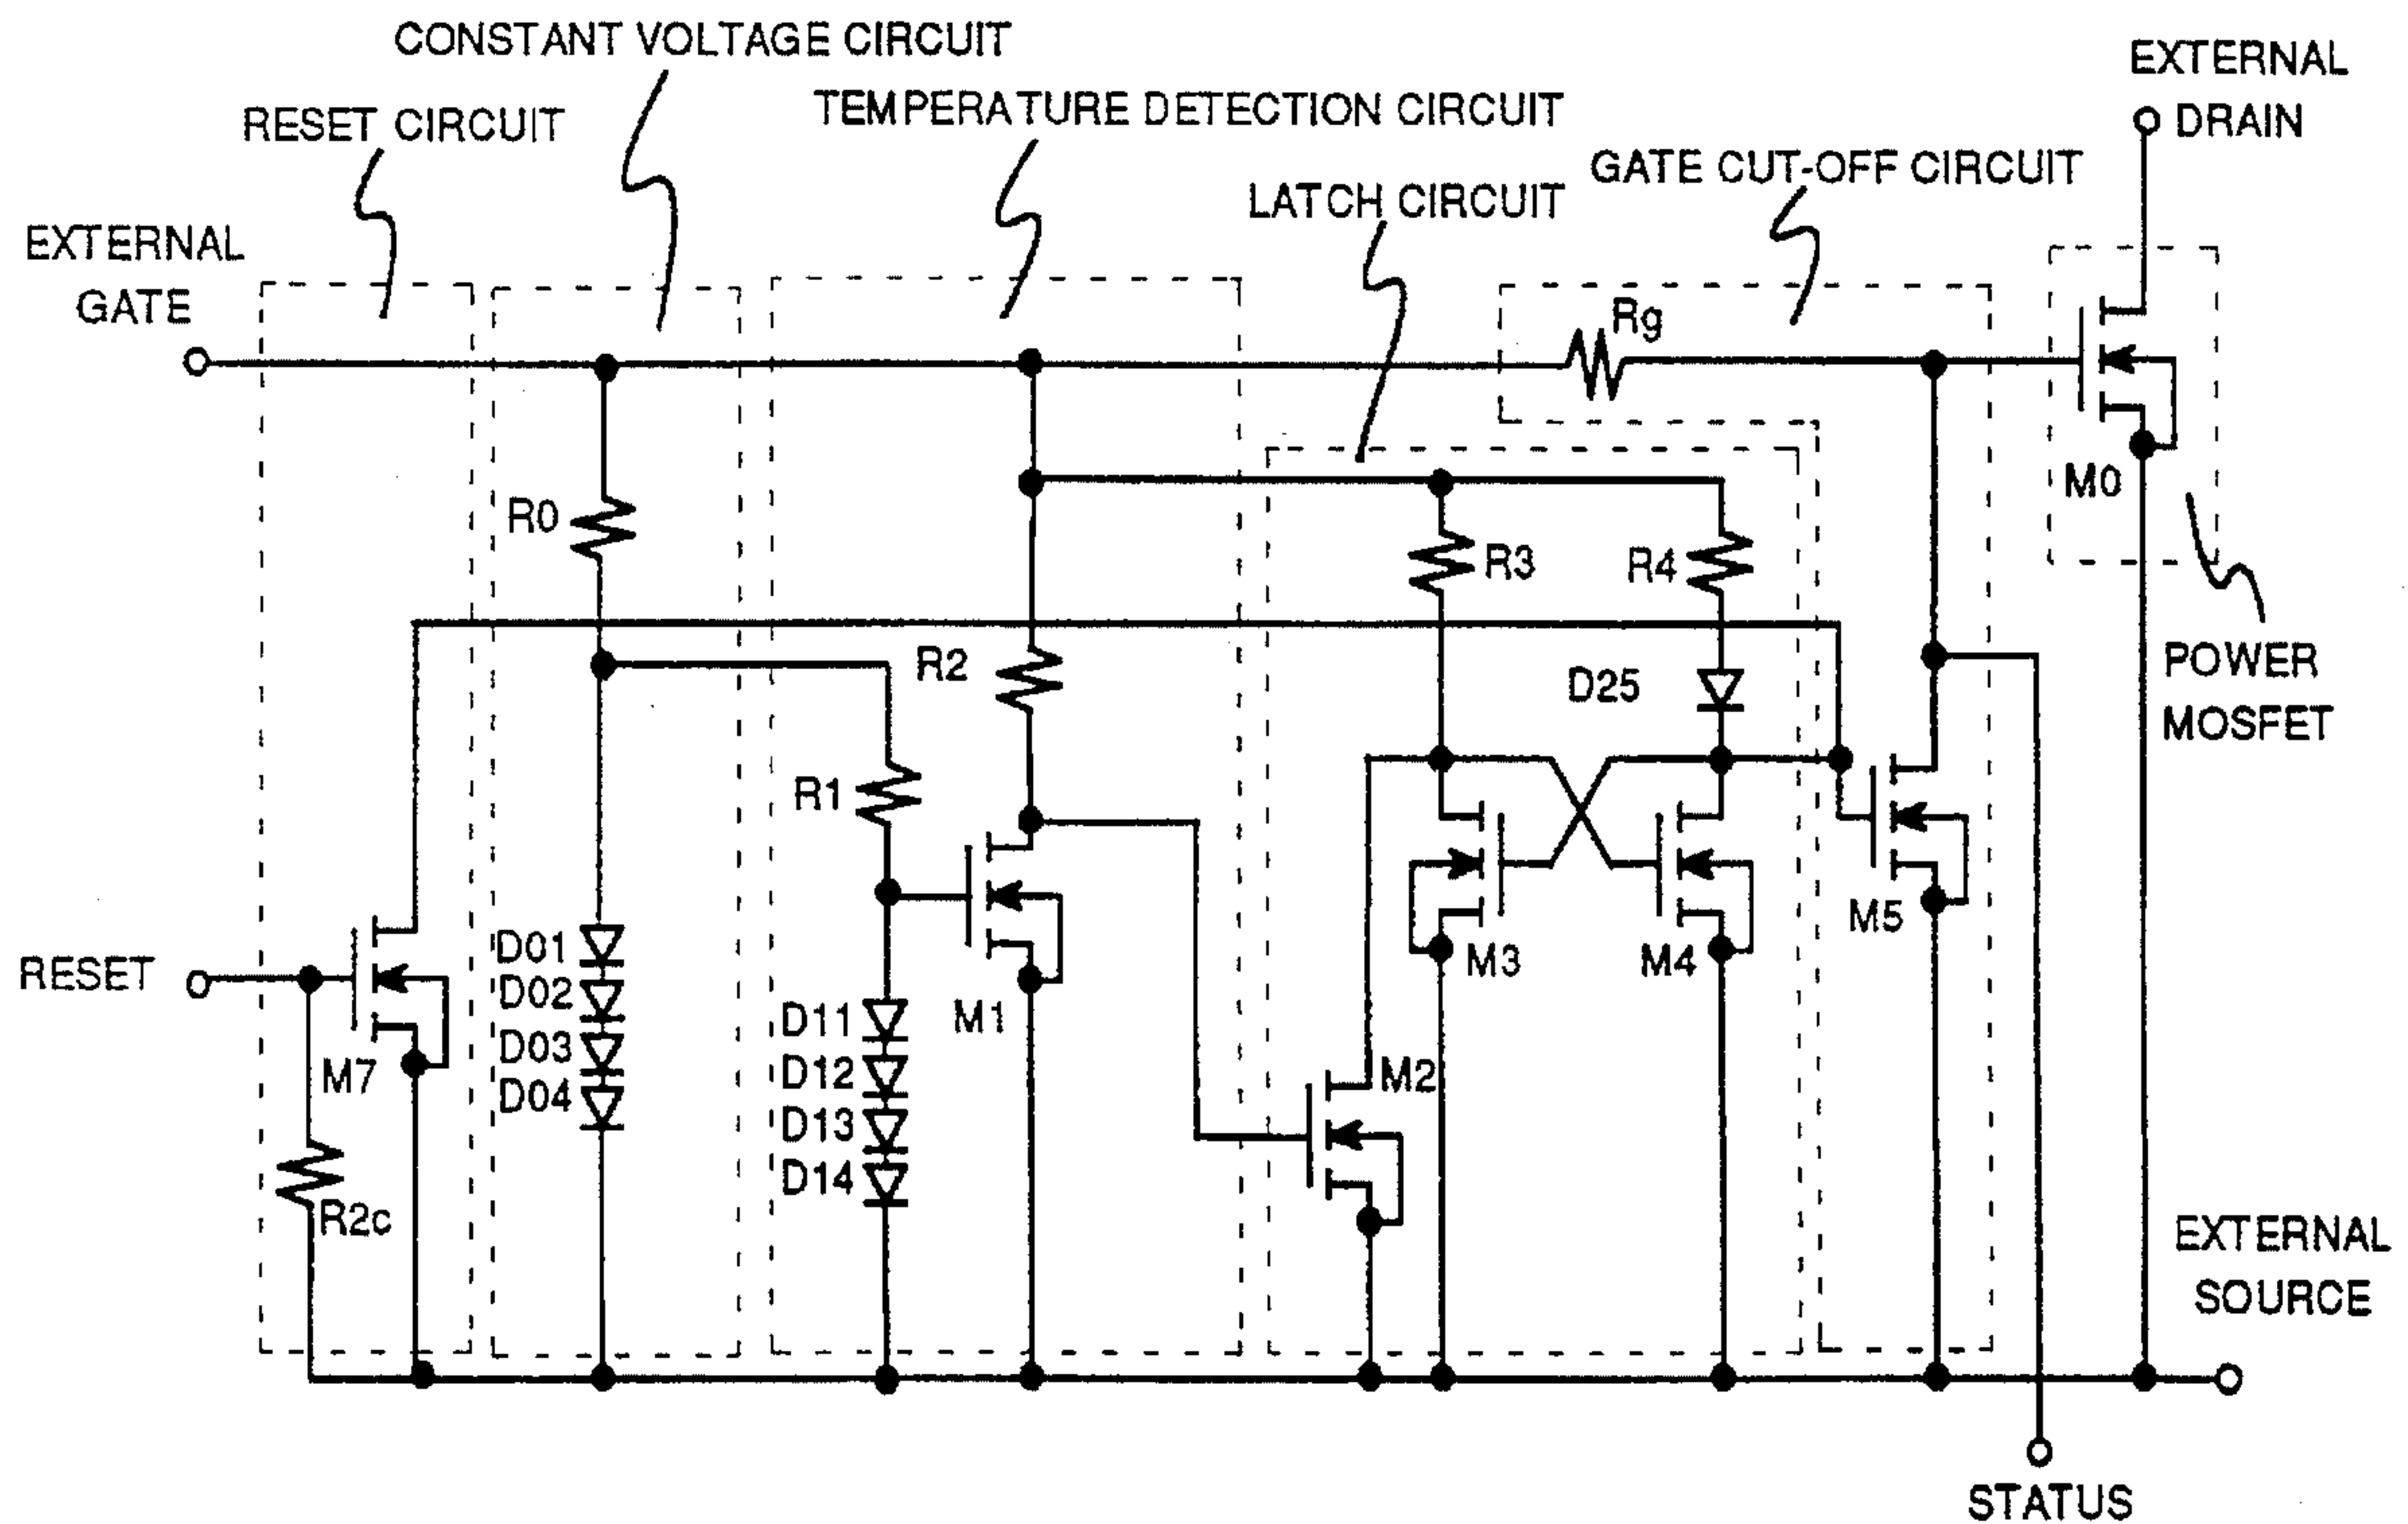 CONSTANT VOLTAGE CIRCUIT
EXTERNAL
DRAIN
TEMPERATURE DETECTION CIRCUIT
RESET CIRCUIT
GATE CUT-OFF CIRCUIT
LATCH CIRCUIT
EXTERNAL
GATE
Rg
M0
R0
R3
R4
R2
D25
POWER
MOSFET
R1
M5
D01
M3
M4
RESET
D02
D11
M1
D03
M7
D12
M2
D04
D13
D14
R2c
EXTERNAL
SOURCE
STATUS